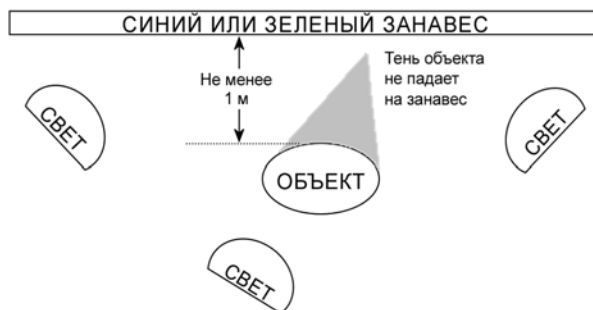 СИНИЙ ИЛИ ЗЕЛЕНЫЙ ЗАНАВЕС
Не менее
1 м
Тень объекта
не падает
на занавес
СВЕТ
СВЕТ
ОБЪЕКТ
СВЕТ